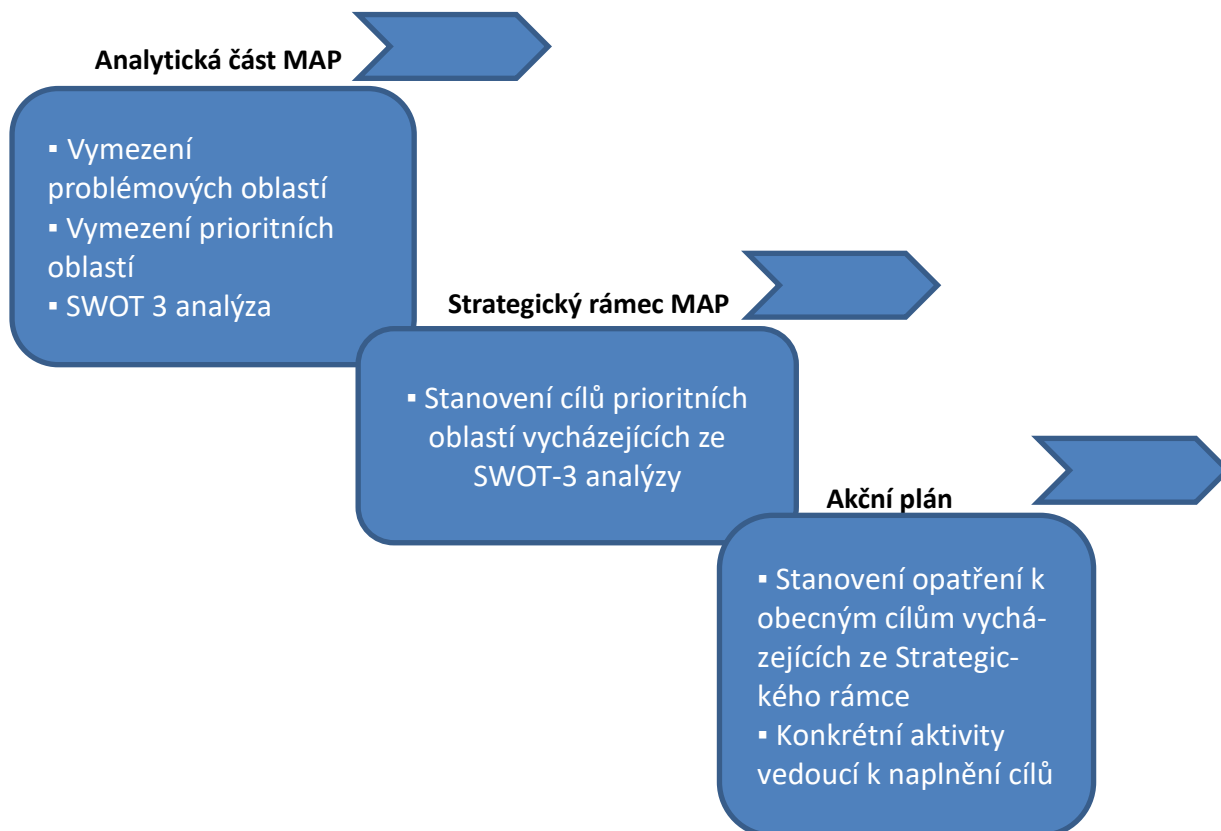 Analytická část MAP
▪ Vymezení
problémových oblastí
▪ Vymezení prioritních
oblastí
▪ SWOT 3 analýza
Strategický rámec MAP
▪ Stanovení cílů prioritních
oblastí vycházejících ze
SWOT-3 analýzy
Akční plán
▪ Stanovení opatření k
obecným cílům vychá-
zejících ze Strategic-
kého rámce
▪ Konkrétní aktivity
vedoucí k naplnění cílů